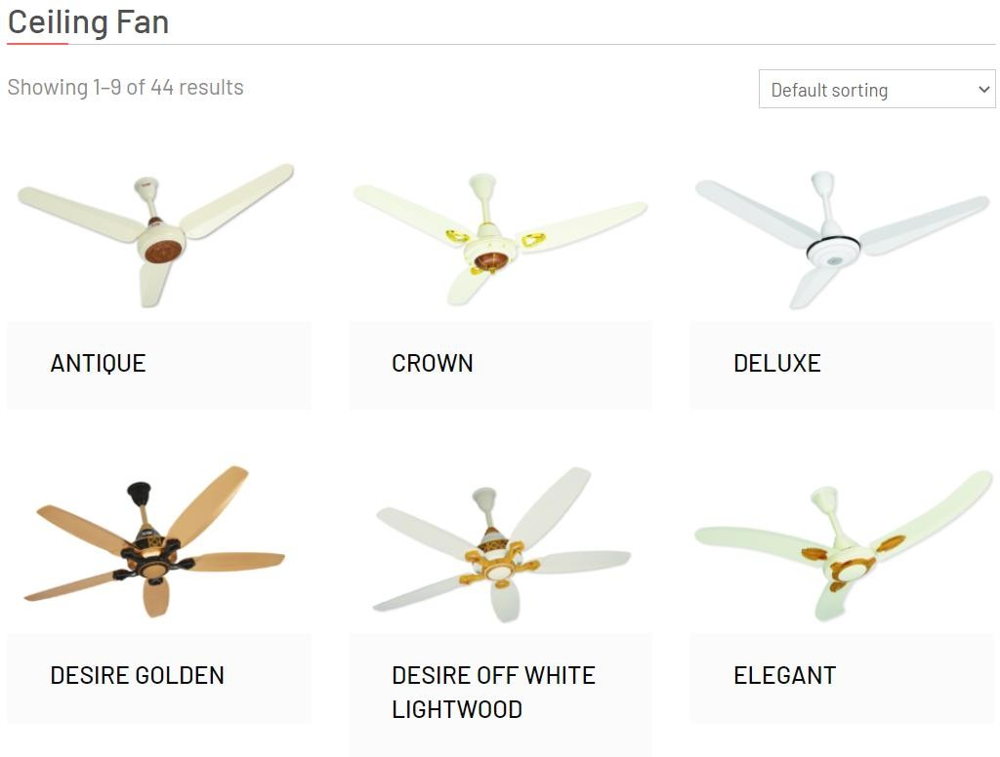 Ceiling Fan
Showing 1–9 of 44 results
Default sorting
ANTIQUE
CROWN
DELUXE
DESIRE GOLDEN
DESIRE OFF WHITE
LIGHTWOOD
ELEGANT